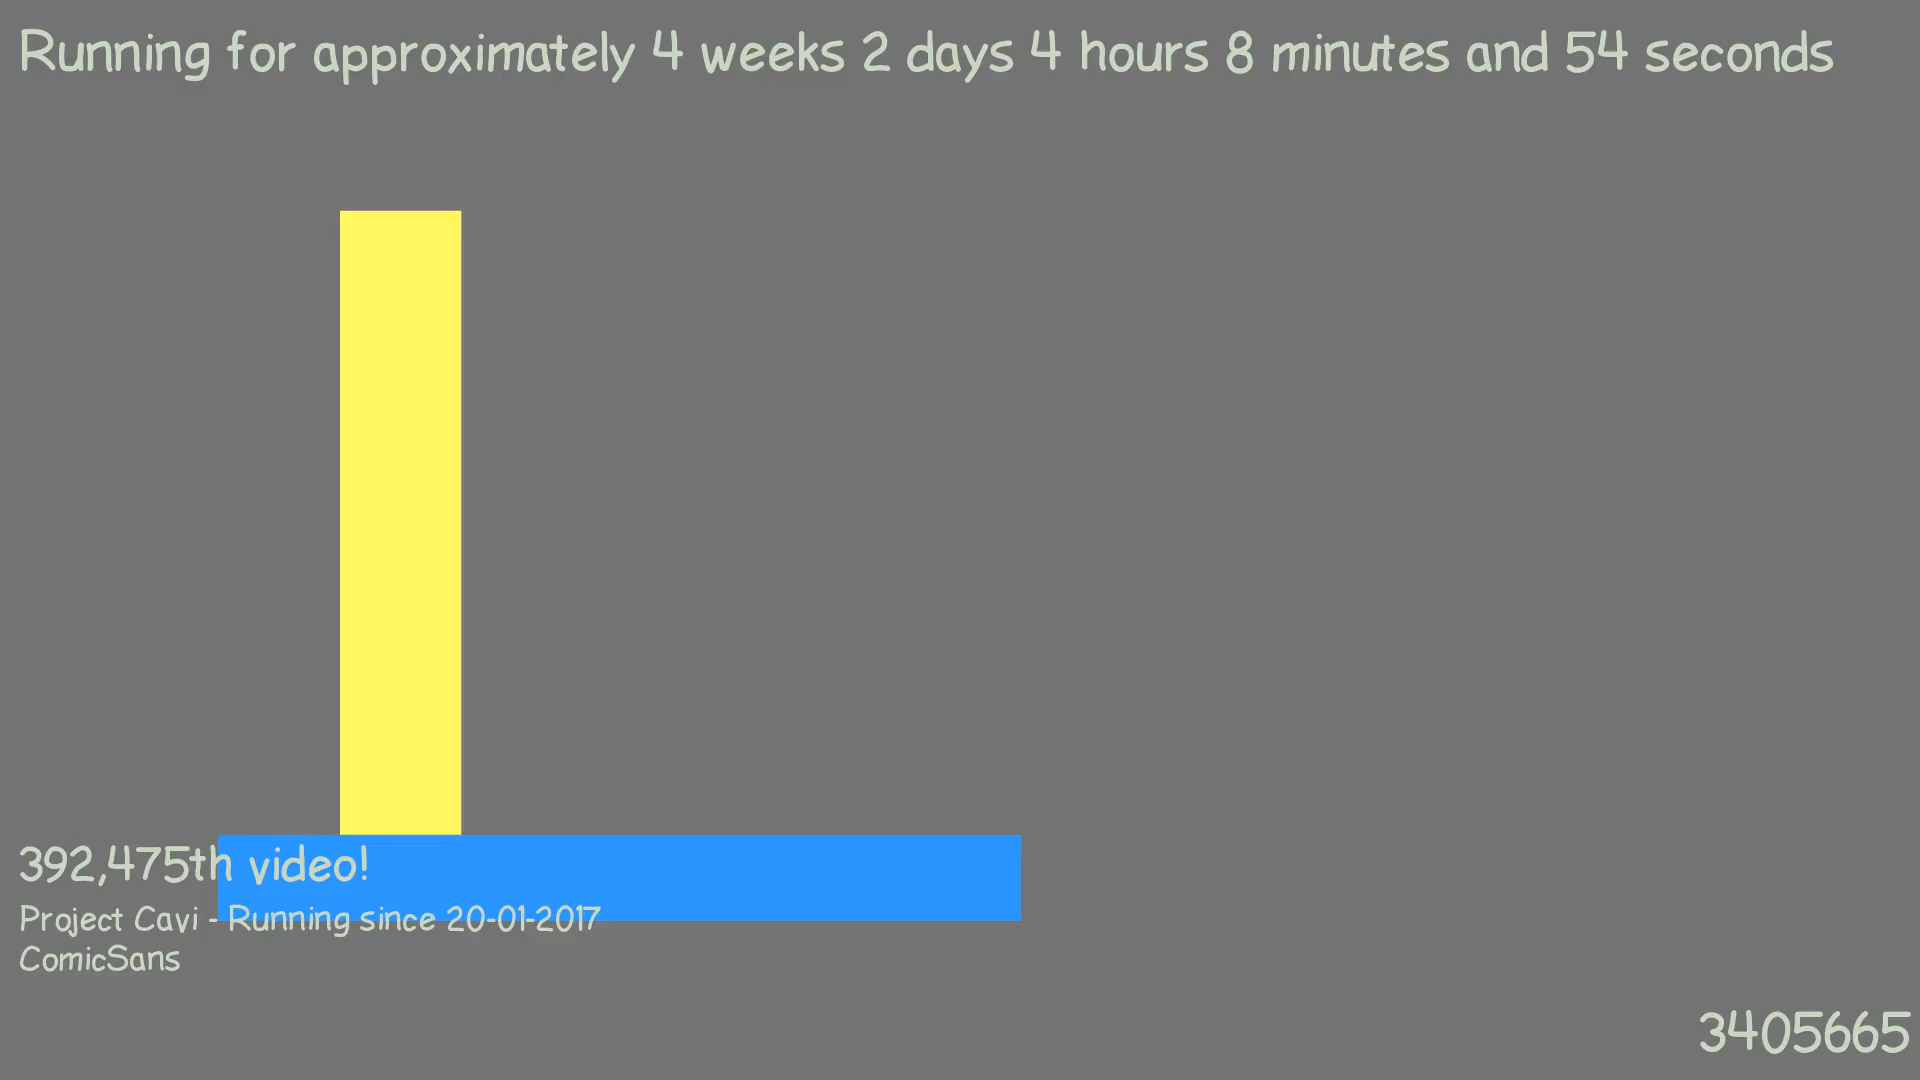 Running for approximately 4 weeks 2 days 4 hours 8 minutes and 54 seconds
392,475th video!
Project Cavi - Running since 20-01-2017
ComicSans
3405665